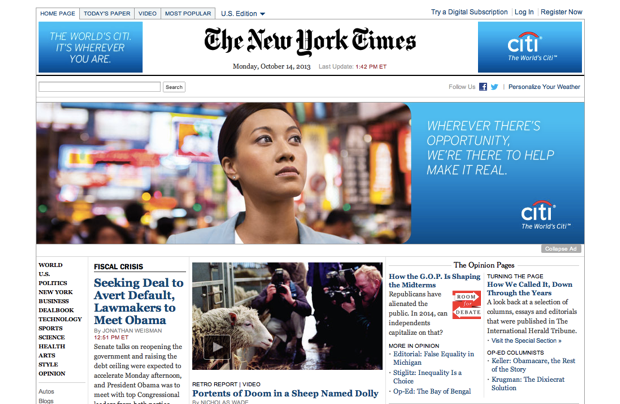 HOME PAGE
TODAY'S PAPER
VIDEO
MOST POPULAR
U.S. Edition
Try a Digital Subscription
Log In
Register Now
THE WORLD'S CITI.
IT'S WHEREVER
YOU ARE.
The New York Times
Monday, October 14, 2013
Last Update: 1:42 PM ET
citi
The World's Citi™
Search
Follow Us
Personalize Your Weather
WHEREVER THERE'S
OPPORTUNITY,
WE'RE THERE TO HELP
MAKE IT REAL.
citi
The World's Citi™
Collapse Ad
WORLD
U.S.
POLITICS
NEW YORK
BUSINESS
DEALBOOK
TECHNOLOGY
SPORTS
SCIENCE
HEALTH
ARTS
STYLE
OPINION
Autos
Blogs
FISCAL CRISIS
Seeking Deal to
Avert Default,
Lawmakers to
Meet Obama
By JONATHAN WEISMAN
12:51 PM ET
Senate talks on reopening the
government and raising the
debt ceiling were expected to
accelerate Monday afternoon,
and President Obama was to
meet with top Congressional
leaders from both parties
RETRO REPORT | VIDEO
Portents of Doom in a Sheep Named Dolly
By NICHOLAS WADE
The Opinion Pages
How the G.O.P. Is Shaping
the Midterms
Republicans have
alienated the
public. In 2014, can
independents
capitalize on that?
ROOM
for
DEBATE
MORE IN OPINION
• Editorial: False Equality in
Michigan
• Stiglitz: Inequality Is a
Choice
• Op-Ed: The Bay of Bengal
TURNING THE PAGE
How We Called It, Down
Through the Years
A look back at a selection of
columns, essays and editorials
that were published in The
International Herald Tribune.
• Visit the Special Section »
OP-ED COLUMNISTS
• Keller: Obamacare, the Rest
of the Story
• Krugman: The Dixiecrat
Solution